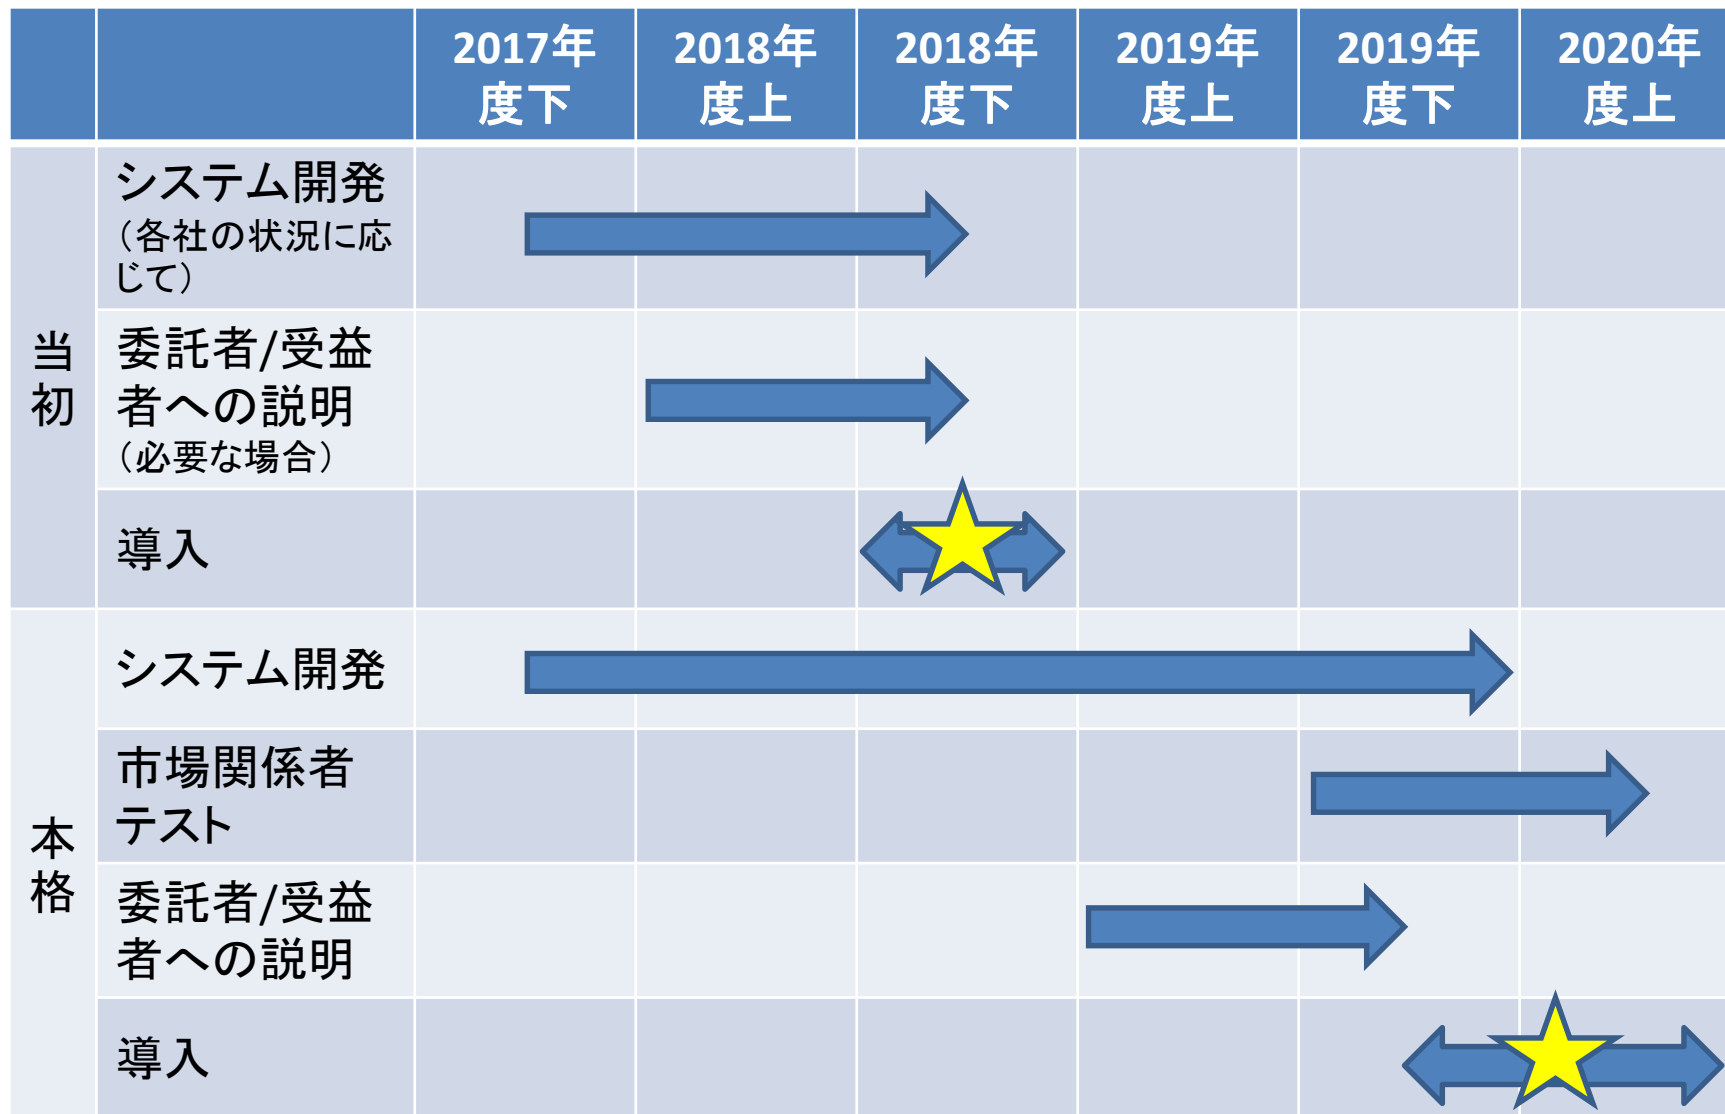 2017年
度下
2018年
度上
2018年
度下
2019年
度上
2019年
度下
2020年
度上
当
初
システム開発
（各社の状況に応
じて）
委託者/受益
者への説明
（必要な場合）
導入
本
格
システム開発
市場関係者
テスト
委託者/受益
者への説明
導入